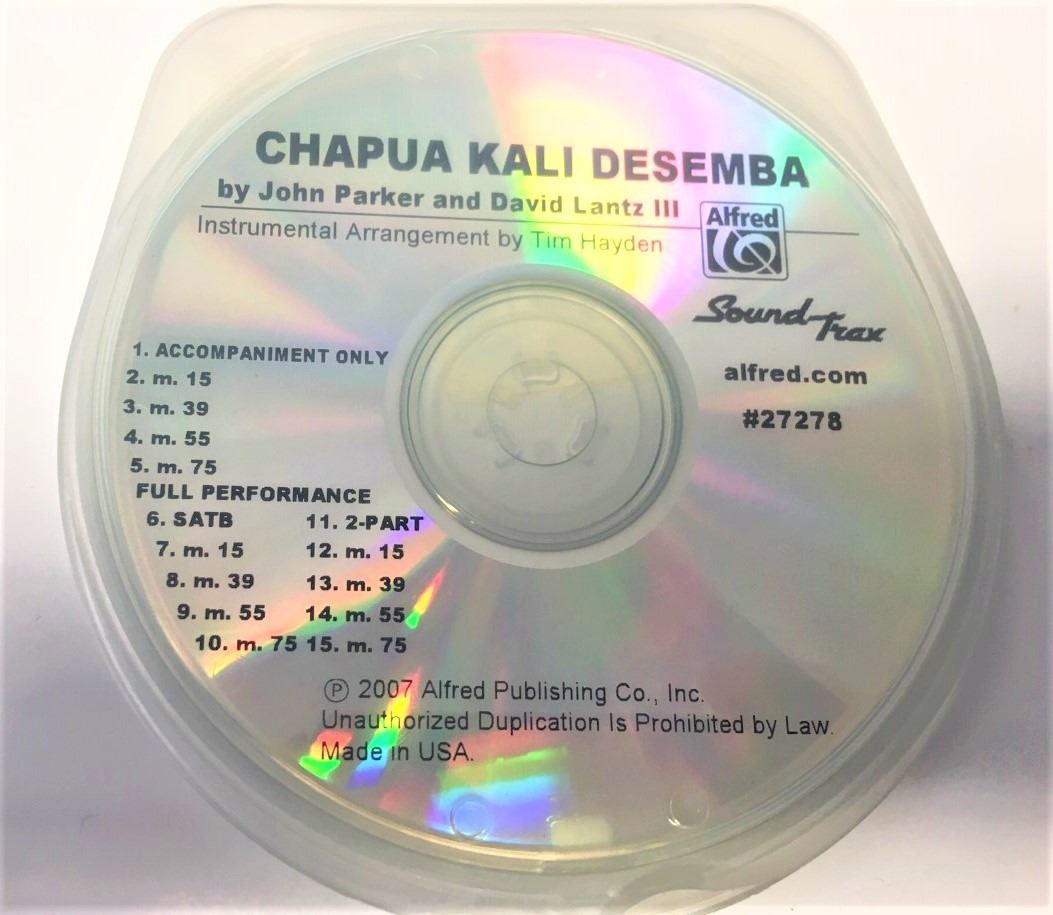 CHAPUA KALI DESEMBA
by John Parker and David Lantz III
Instrumental Arrangement by Tim Hayden
Alfred
Sound-Trax
alfred.com
#27278
1. ACCOMPANIMENT ONLY
2. m. 15
3. m. 39
4. m. 55
5. m. 75
FULL PERFORMANCE
6. SATB 11. 2-PART
7. m. 15 12. m. 15
8. m. 39 13. m. 39
9. m. 55 14. m. 55
10. m. 75 15. m. 75
Ⓟ 2007 Alfred Publishing Co., Inc.
Unauthorized Duplication Is Prohibited by Law.
Made in USA.